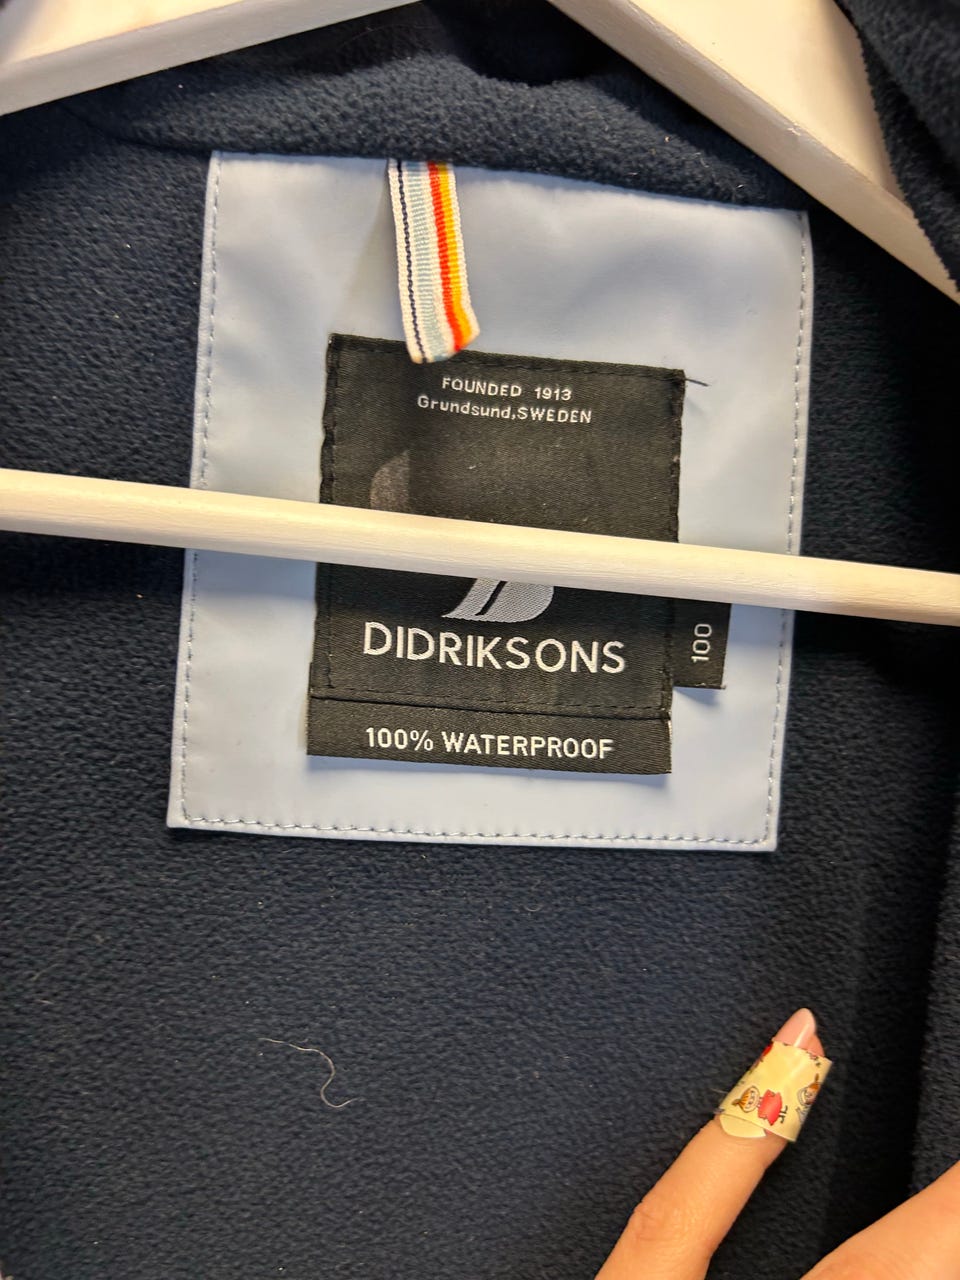 FOUNDED 1913
Grundsund,SWEDEN
DIDRIKSONS
100
100% WATERPROOF